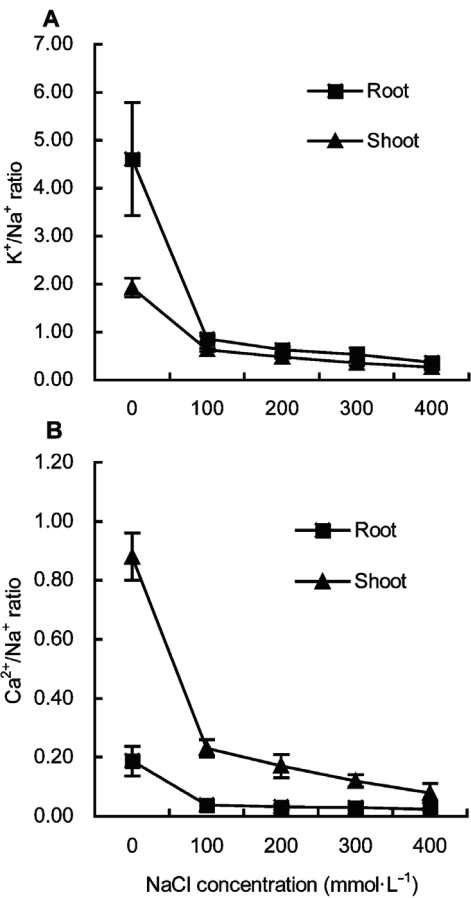 A
7.00
6.00
5.00
4.00
3.00
2.00
1.00
0.00
K⁺/Na⁺ ratio
Root
Shoot
0 100 200 300 400
B
1.20
1.00
0.80
0.60
0.40
0.20
0.00
Ca²⁺/Na⁺ ratio
Root
Shoot
0 100 200 300 400
NaCl concentration (mmol·L⁻¹)